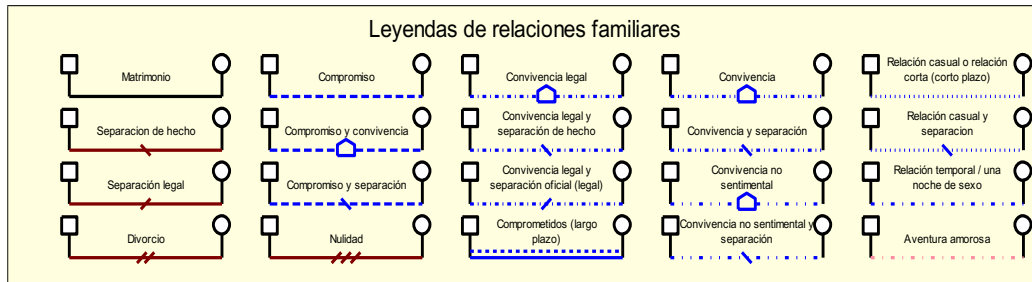 Leyendas de relaciones familiares
Matrimonio
Compromiso
Convivencia legal
Convivencia
Relación casual o relación
corta (corto plazo)
Separacion de hecho
Compromiso y convivencia
Convivencia legal y
separación de hecho
Convivencia y separación
Relación casual y
separacion
Separación legal
Compromiso y separación
Convivencia legal y
separación oficial (legal)
Convivencia no
sentimental
Relación temporal / una
noche de sexo
Divorcio
Nulidad
Comprometidos (largo
plazo)
Convivencia no sentimental y
separación
Aventura amorosa